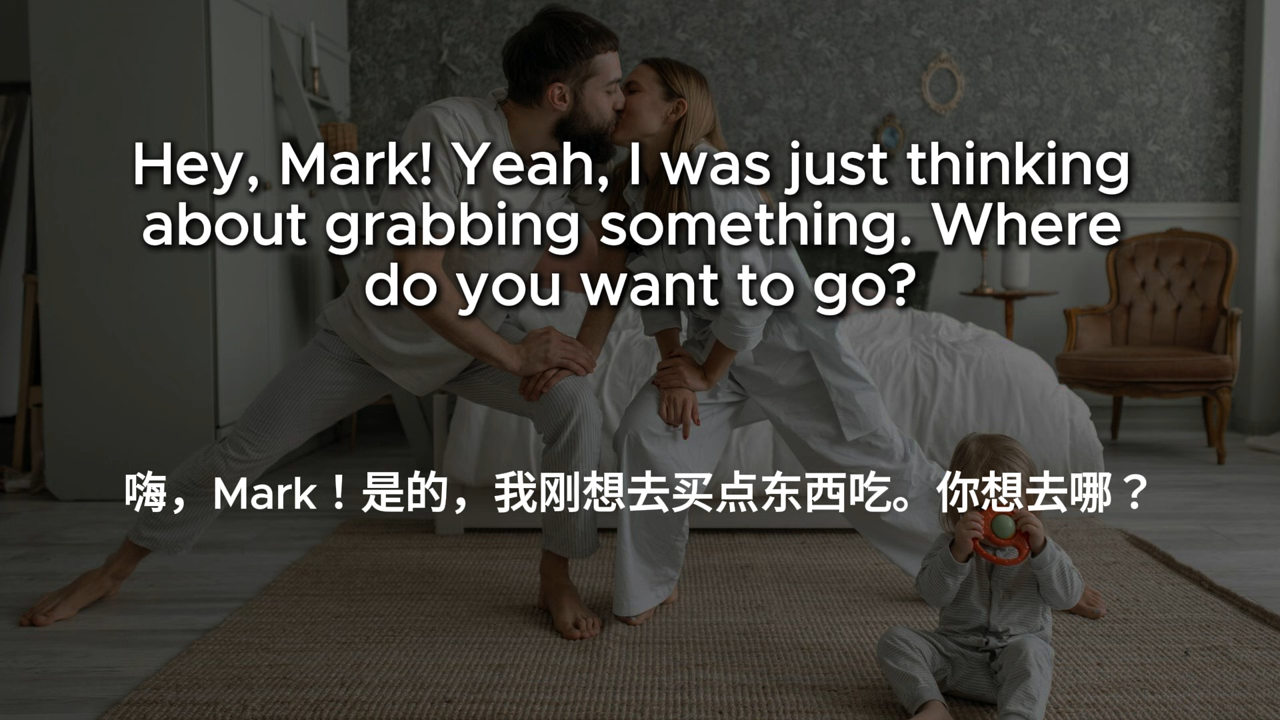 Hey, Mark! Yeah, I was just thinking
about grabbing something. Where
do you want to go?
嗨，Mark！是的，我刚想去买点东西吃。你想去哪？